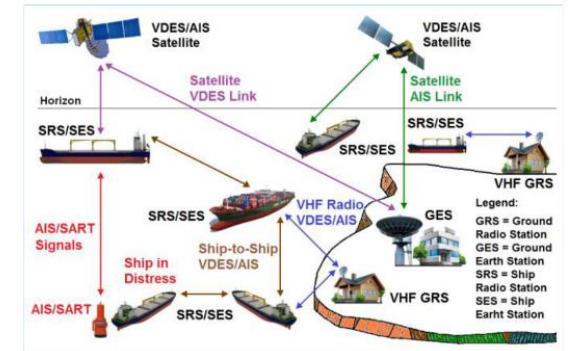 VDES/AIS
Satellite
VDES/AIS
Satellite
Satellite
VDES Link
Satellite
AIS Link
Horizon
SRS/SES
SRS/SES
SRS/SES
VHF GRS
AIS/SART
Signals
SRS/SES
VHF Radio
VDES/AIS
GES
Legend:
GRS = Ground
Radio Station
GES = Ground
Earth Station
SRS = Ship
Radio Station
SES = Ship
Earht Station
Ship in
Distress
Ship-to-Ship
VDES/AIS
AIS/SART
SRS/SES
VHF GRS